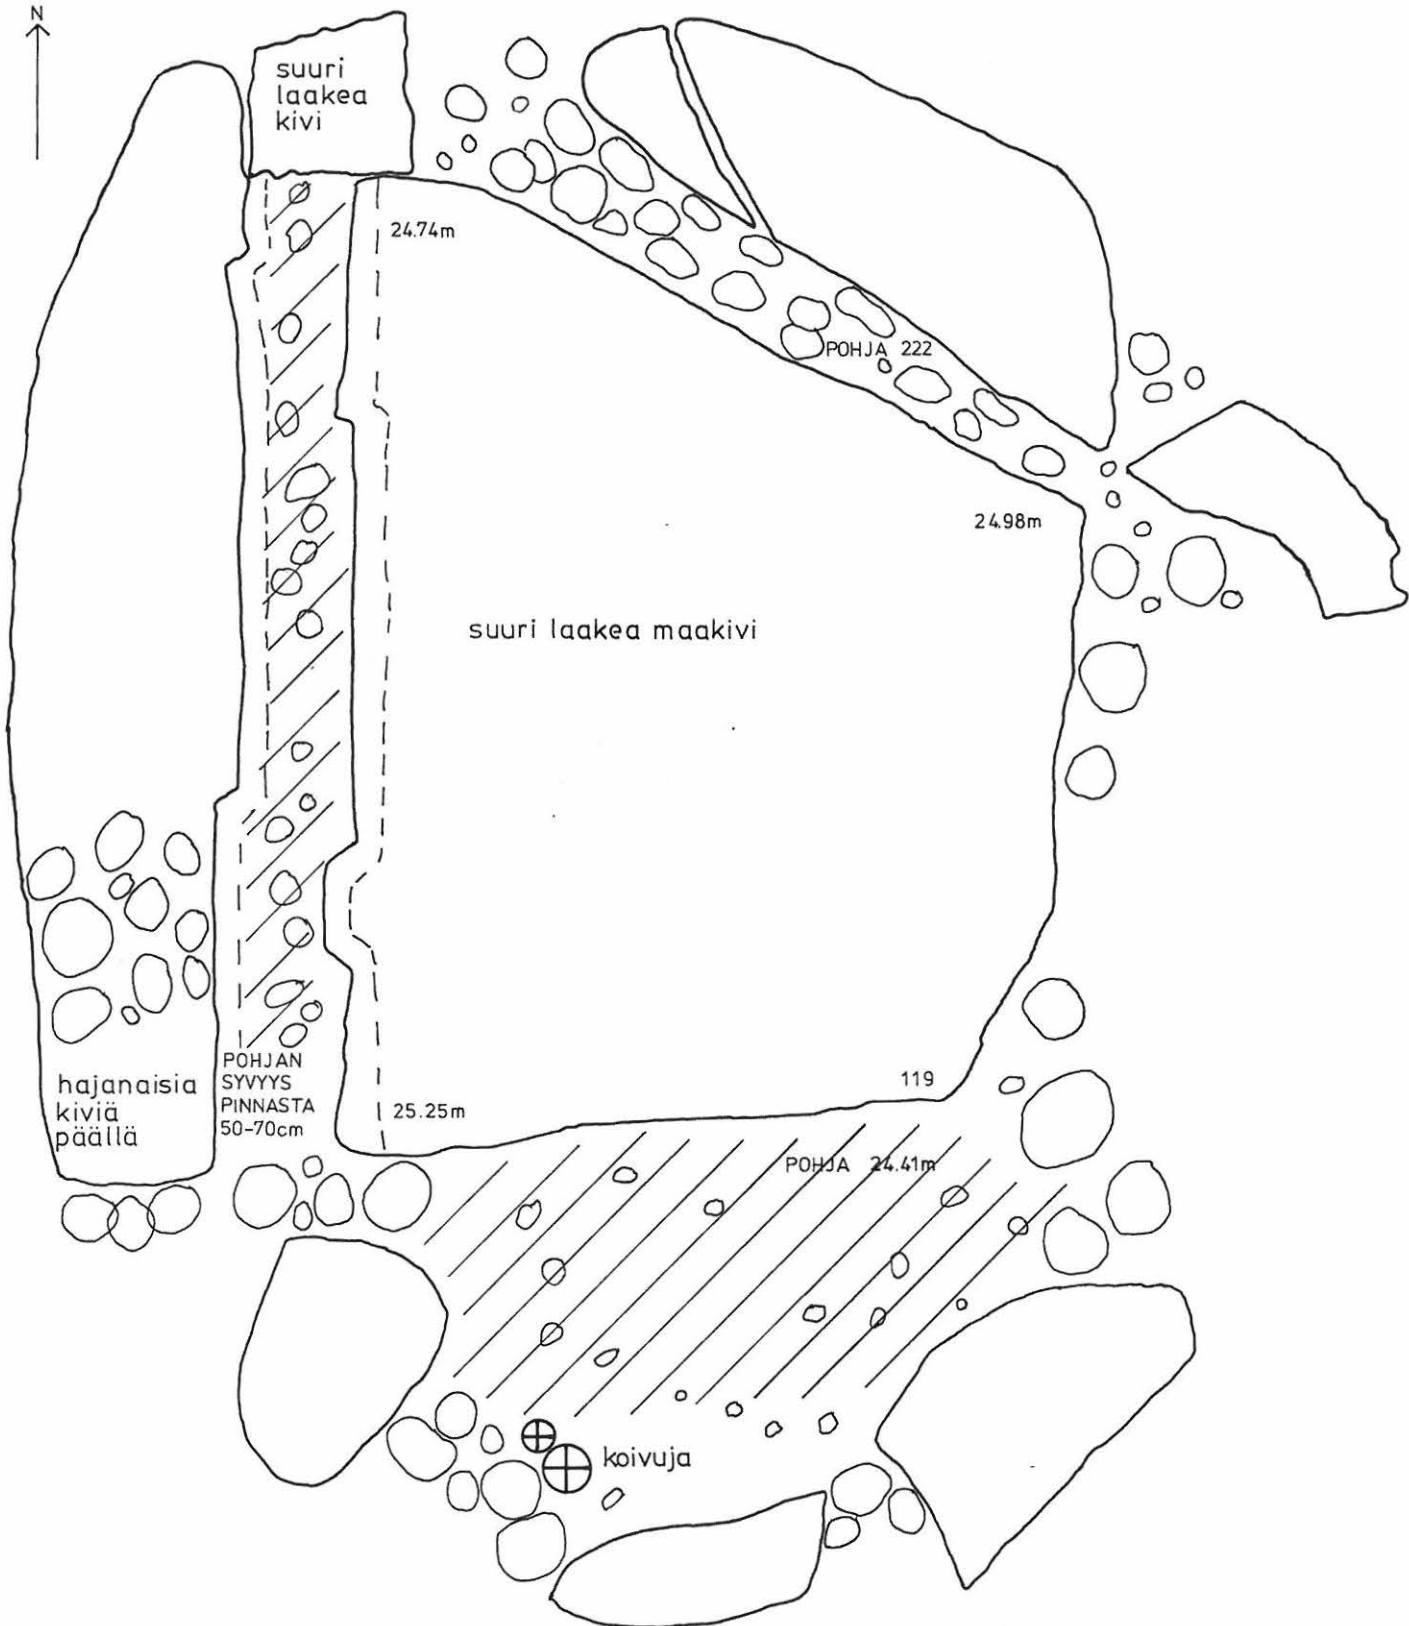 N
suuri
laakea
kivi
24.74m
POHJA 222
24.98m
suuri laakea maakivi
hajanaisia
kiviä
päällä
POHJAN
SYVYYS
PINNASTA
50-70cm
25.25m
119
POHJA 24.41m
koivuja